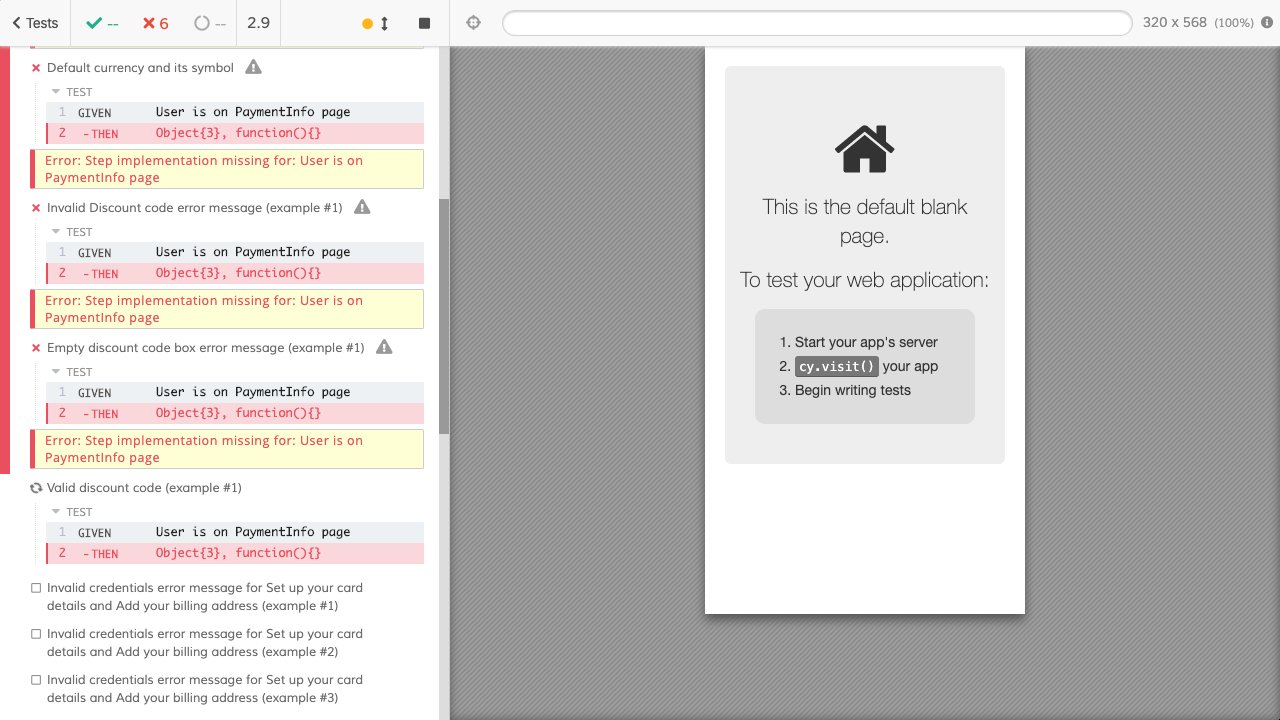 Tests
--
6
--
2.9
320 x 568 (100%)
Default currency and its symbol
TEST
1 GIVEN User is on PaymentInfo page
2 -THEN Object{3}, function(){}
Error: Step implementation missing for: User is on
PaymentInfo page
Invalid Discount code error message (example #1)
TEST
1 GIVEN User is on PaymentInfo page
2 -THEN Object{3}, function(){}
Error: Step implementation missing for: User is on
PaymentInfo page
Empty discount code box error message (example #1)
TEST
1 GIVEN User is on PaymentInfo page
2 -THEN Object{3}, function(){}
Error: Step implementation missing for: User is on
PaymentInfo page
Valid discount code (example #1)
TEST
1 GIVEN User is on PaymentInfo page
2 -THEN Object{3}, function(){}
Invalid credentials error message for Set up your card
details and Add your billing address (example #1)
Invalid credentials error message for Set up your card
details and Add your billing address (example #2)
Invalid credentials error message for Set up your card
details and Add your billing address (example #3)
This is the default blank
page.
To test your web application:
1. Start your app's server
2. cy.visit() your app
3. Begin writing tests